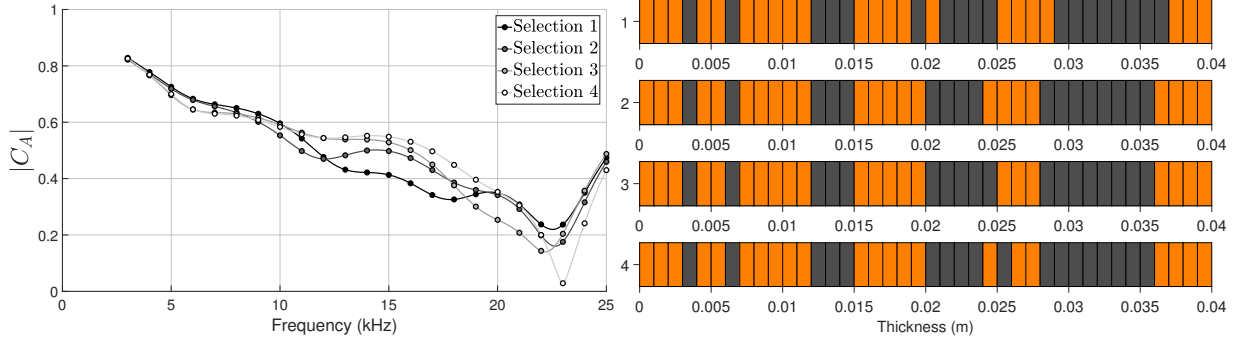 1
0.8
0.6
0.4
0.2
0
|C_A|
0 5 10 15 20 25
Frequency (kHz)
Selection 1
Selection 2
Selection 3
Selection 4
1
0 0.005 0.01 0.015 0.02 0.025 0.03 0.035 0.04
2
0 0.005 0.01 0.015 0.02 0.025 0.03 0.035 0.04
3
0 0.005 0.01 0.015 0.02 0.025 0.03 0.035 0.04
4
0 0.005 0.01 0.015 0.02 0.025 0.03 0.035 0.04
Thickness (m)